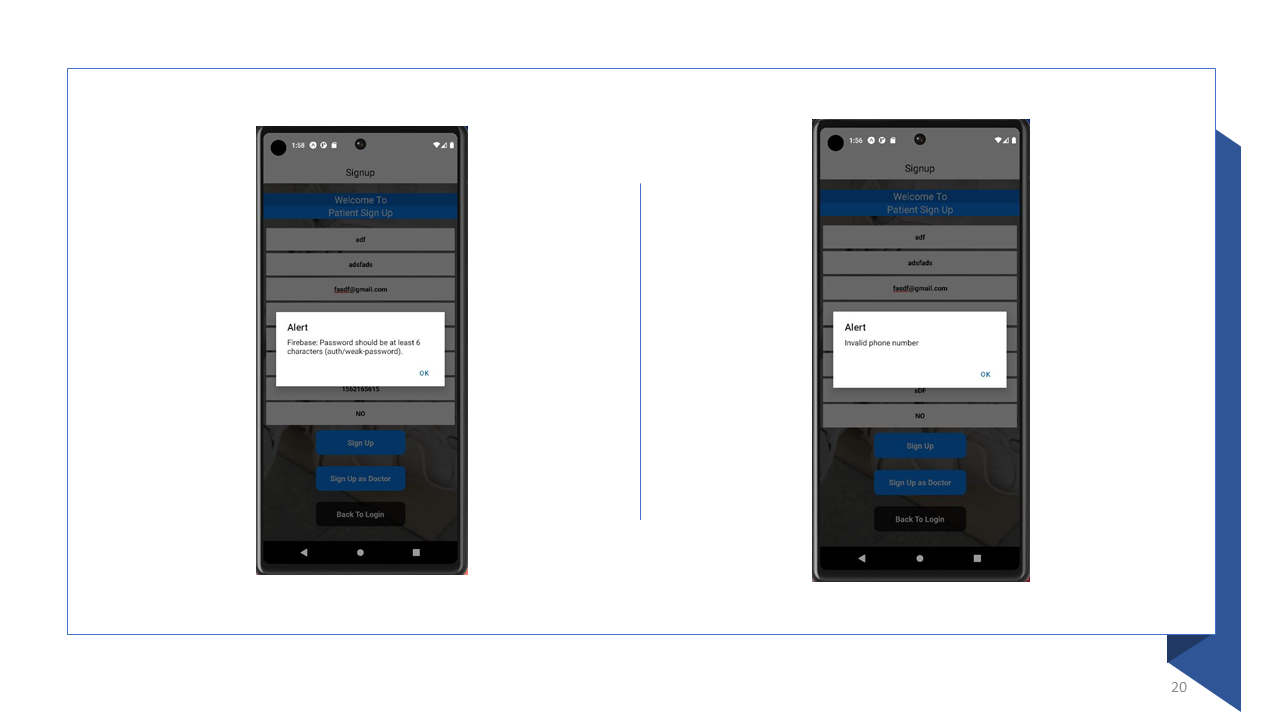 1:58
Signup
Welcome To
Patient Sign Up
adf
adsfads
fasdf@gmail.com
Alert
Firebase: Password should be at least 6
characters (auth/weak-password).
OK
1562165615
NO
Sign Up
Sign Up as Doctor
Back To Login
1:56
Signup
Welcome To
Patient Sign Up
adf
adsfads
fasdf@gmail.com
Alert
Invalid phone number
OK
sDF
NO
Sign Up
Sign Up as Doctor
Back To Login
20